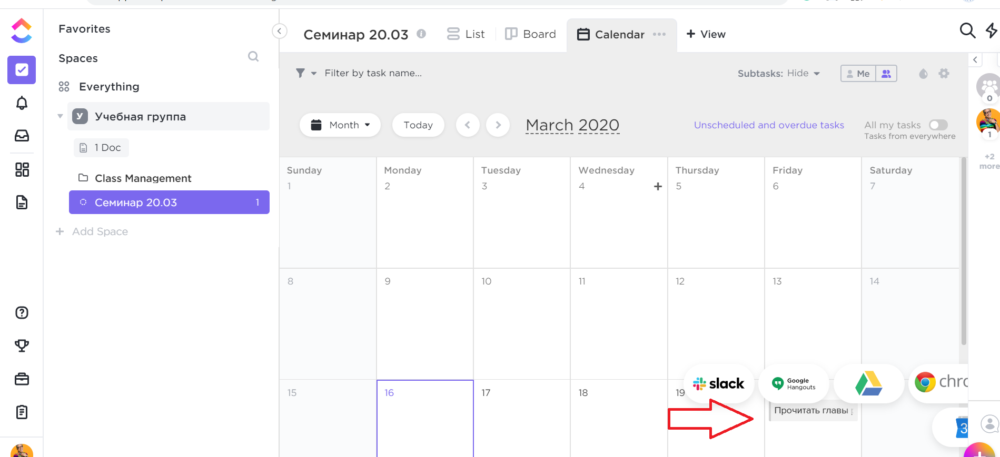 Favorites
Spaces
Everything
У Учебная группа
1 Doc
Class Management
Семинар 20.03 1
+ Add Space
Семинар 20.03 List Board Calendar + View
Filter by task name...
Subtasks: Hide Me
Month Today March 2020 Unscheduled and overdue tasks All my tasks
Tasks from everywhere
0
1
+2
more
Sunday Monday Tuesday Wednesday Thursday Friday Saturday
1 2 3 4 + 5 6 7
8 9 10 11 12 13 14
15 16 17 18 19
slack Google Hangouts chro
Прочитать главы
3